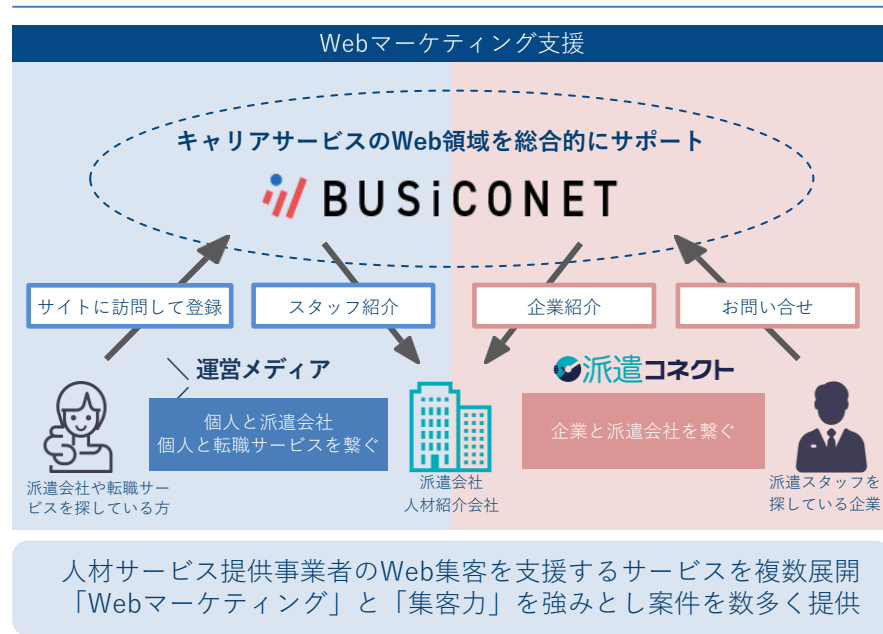 Webマーケティング支援
キャリアサービスのWeb領域を総合的にサポート
BUSiCONET
サイトに訪問して登録
スタッフ紹介
企業紹介
お問い合せ
運営メディア
派遣コネクト
個人と派遣会社
個人と転職サービスを繋ぐ
企業と派遣会社を繋ぐ
派遣会社や転職サー
ビスを探している方
派遣会社
人材紹介会社
派遣スタッフを
探している企業
人材サービス提供事業者のWeb集客を支援するサービスを複数展開
「Webマーケティング」と「集客力」を強みとし案件を数多く提供